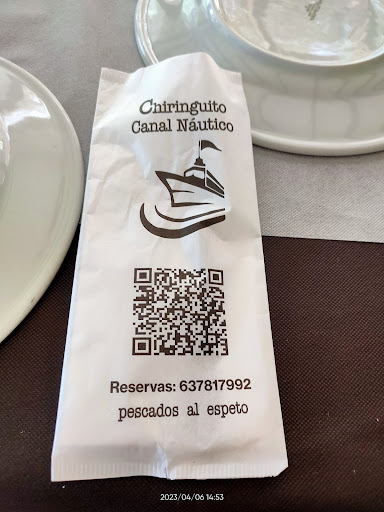 Chiringuito
Canal Náutico
Reservas: 637817992
pescados al espeto
2023/04/06 14:53